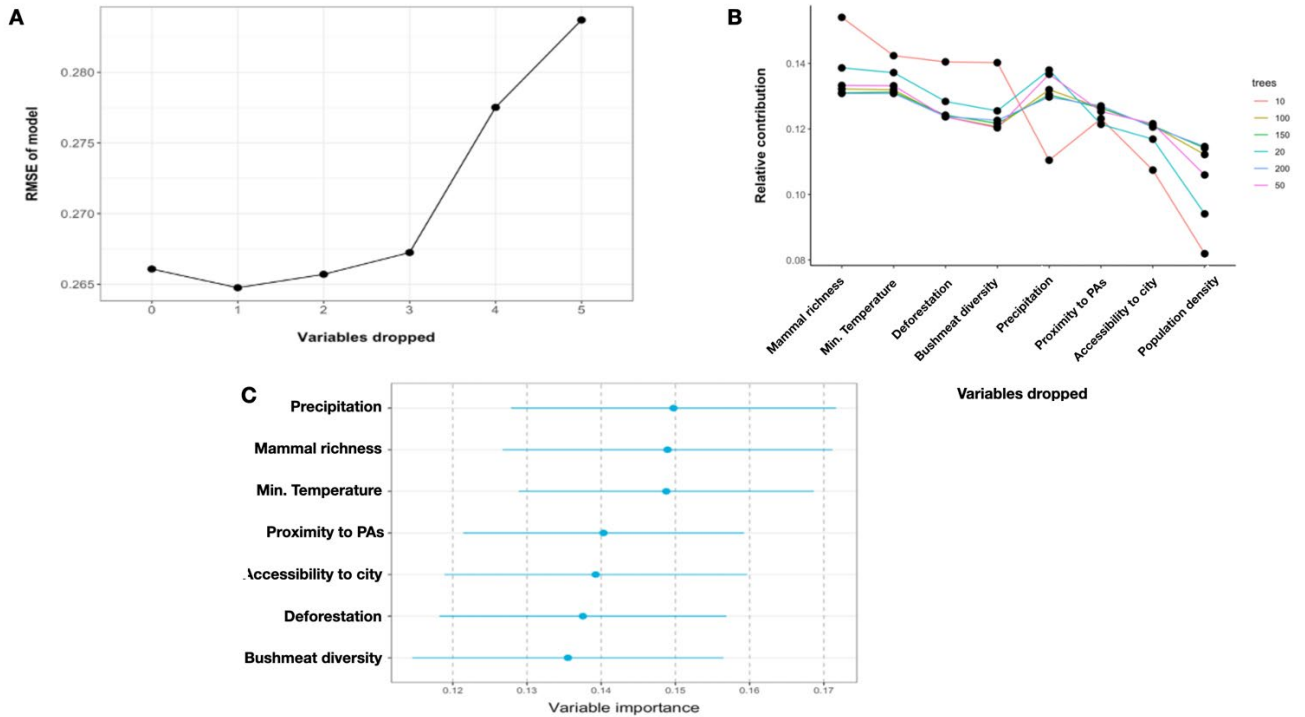 A
RMSE of model
0.280
0.275
0.270
0.265
0
1
2
3
4
5
Variables dropped
B
Relative contribution
0.14
0.12
0.10
0.08
Mammal richness
Min. Temperature
Deforestation
Bushmeat diversity
Precipitation
Proximity to PAs
Accessibility to city
Population density
Variables dropped
trees
10
100
150
20
200
50
C
Precipitation
Mammal richness
Min. Temperature
Proximity to PAs
Accessibility to city
Deforestation
Bushmeat diversity
0.12
0.13
0.14
0.15
0.16
0.17
Variable importance